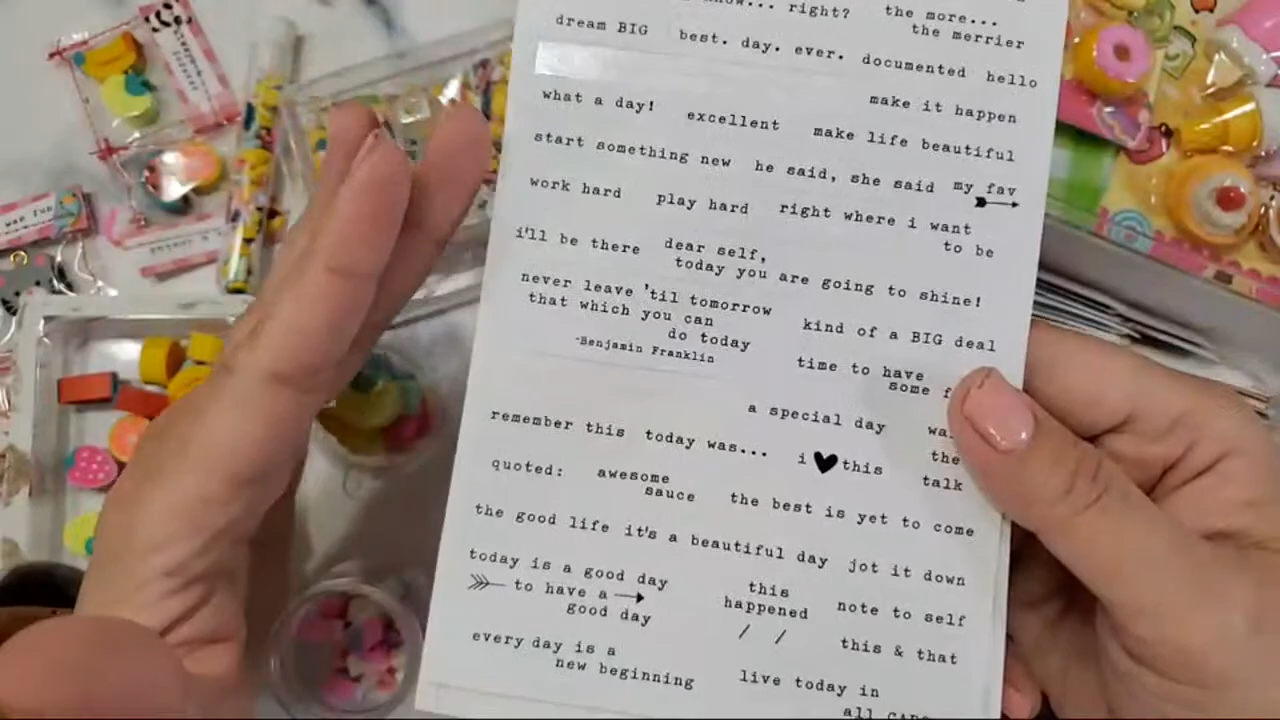 right?
the more...
the merrier
dream BIG
best. day. ever.
documented
hello
what a day!
excellent
make it happen
make life beautiful
start something new
he said, she said
my fav
work hard
play hard
right where i want
to be
i'll be there
dear self,
today you are going to shine!
never leave 'til tomorrow
that which you can
do today
-Benjamin Franklin
kind of a BIG deal
time to have
some
a special day
remember this
today was...
i this
the
talk
quoted:
awesome
sauce
the best is yet to come
the good life
it's a beautiful day
jot it down
today is a good day
to have a
good day
this
happened
/ /
note to self
this & that
every day is a
new beginning
live today in
all